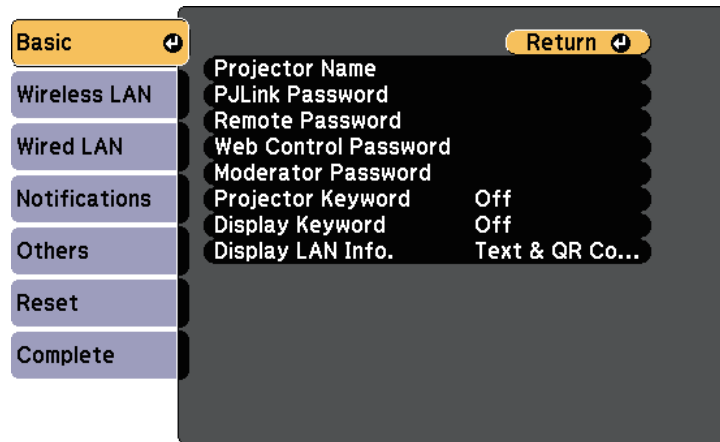 Basic
Wireless LAN
Wired LAN
Notifications
Others
Reset
Complete
Return
Projector Name
PJLink Password
Remote Password
Web Control Password
Moderator Password
Projector Keyword Off
Display Keyword Off
Display LAN Info. Text & QR Co...